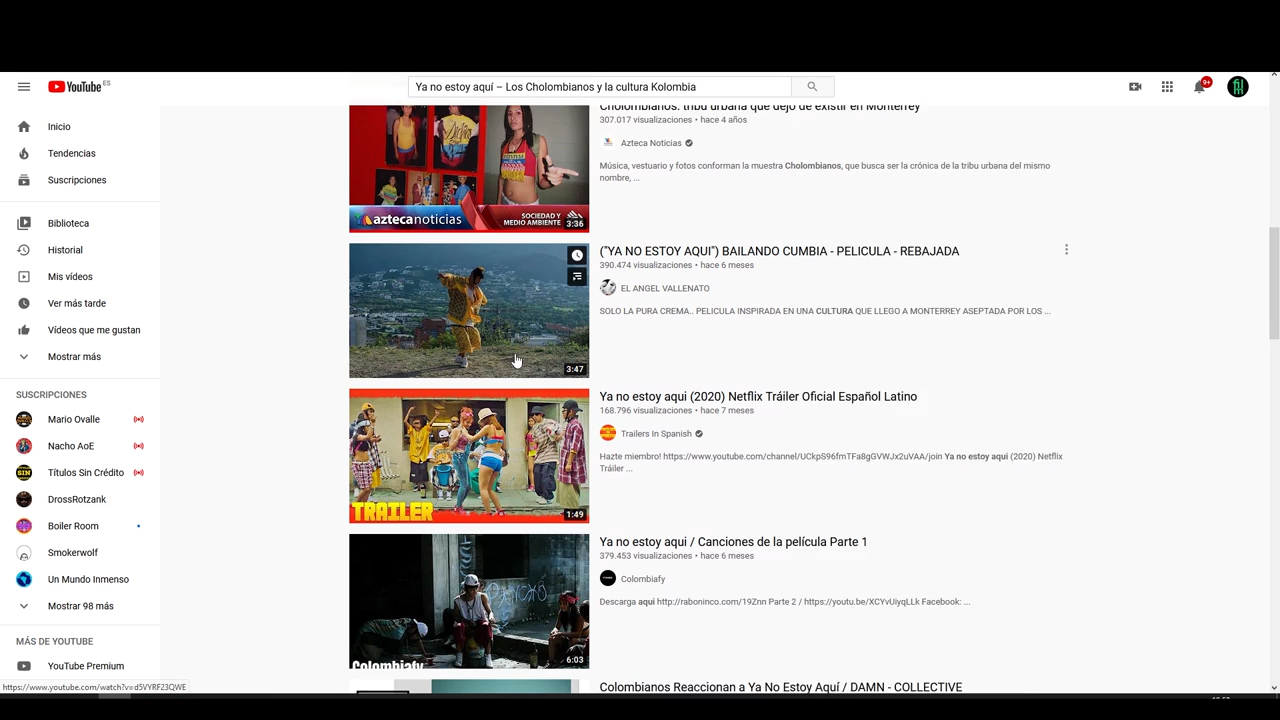 YouTube ES
Ya no estoy aquí – Los Cholombianos y la cultura Kolombia
9+
Inicio
Tendencias
Suscripciones
Biblioteca
Historial
Mis vídeos
Ver más tarde
Vídeos que me gustan
Mostrar más
SUSCRIPCIONES
Mario Ovalle
Nacho AoE
Títulos Sin Crédito
DrossRotzank
Boiler Room
Smokerwolf
Un Mundo Inmenso
Mostrar 98 más
MÁS DE YOUTUBE
YouTube Premium
https://www.youtube.com/watch?v=d5VYRF23QWE
aztecanoticias
SOCIEDAD Y
MEDIO AMBIENTE
3:36
Cholombianos: tribu urbana que dejó de existir en Monterrey
307.017 visualizaciones • hace 4 años
Azteca Noticias
Música, vestuario y fotos conforman la muestra Cholombianos, que busca ser la crónica de la tribu urbana del mismo
nombre, ...
3:47
("YA NO ESTOY AQUI") BAILANDO CUMBIA - PELICULA - REBAJADA
390.474 visualizaciones • hace 6 meses
EL ANGEL VALLENATO
SOLO LA PURA CREMA.. PELICULA INSPIRADA EN UNA CULTURA QUE LLEGO A MONTERREY ASEPTADA POR LOS ...
TRAILER
1:49
Ya no estoy aqui (2020) Netflix Tráiler Oficial Español Latino
168.796 visualizaciones • hace 7 meses
Trailers In Spanish
Hazte miembro! https://www.youtube.com/channel/UCkpS96fmTFa8gGVWJx2uVAA/join Ya no estoy aqui (2020) Netflix
Tráiler ...
Colombiafy
6:03
Ya no estoy aqui / Canciones de la película Parte 1
379.453 visualizaciones • hace 6 meses
Colombiafy
Descarga aqui http://raboninco.com/19Znn Parte 2 / https://youtu.be/XCYvUiyqLLk Facebook: ...
Colombianos Reaccionan a Ya No Estoy Aquí / DAMN - COLLECTIVE